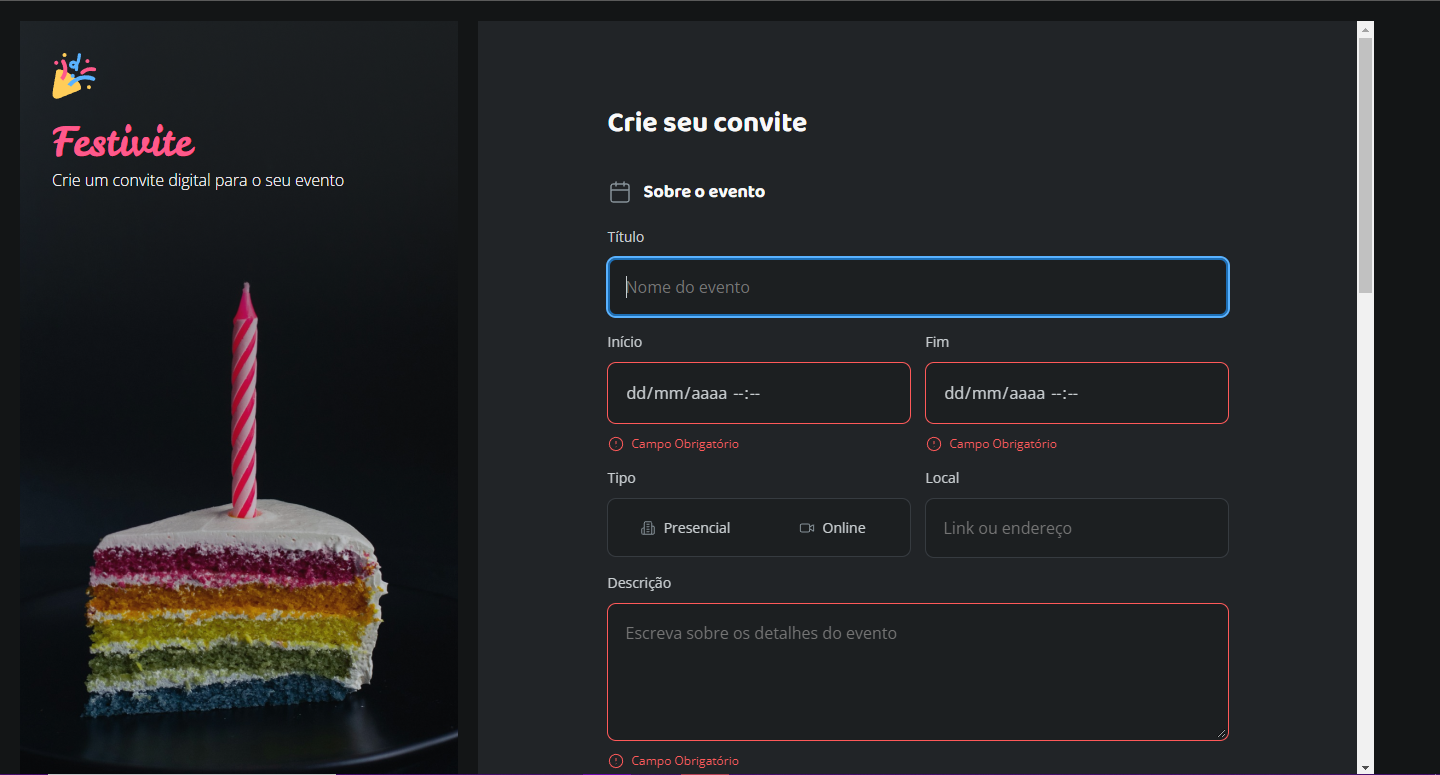 Festivite
Crie um convite digital para o seu evento
Crie seu convite
Sobre o evento
Título
Nome do evento
Início
Fim
dd/mm/aaaa --:--
dd/mm/aaaa --:--
Campo Obrigatório
Campo Obrigatório
Tipo
Local
Presencial
Online
Link ou endereço
Descrição
Escreva sobre os detalhes do evento
Campo Obrigatório